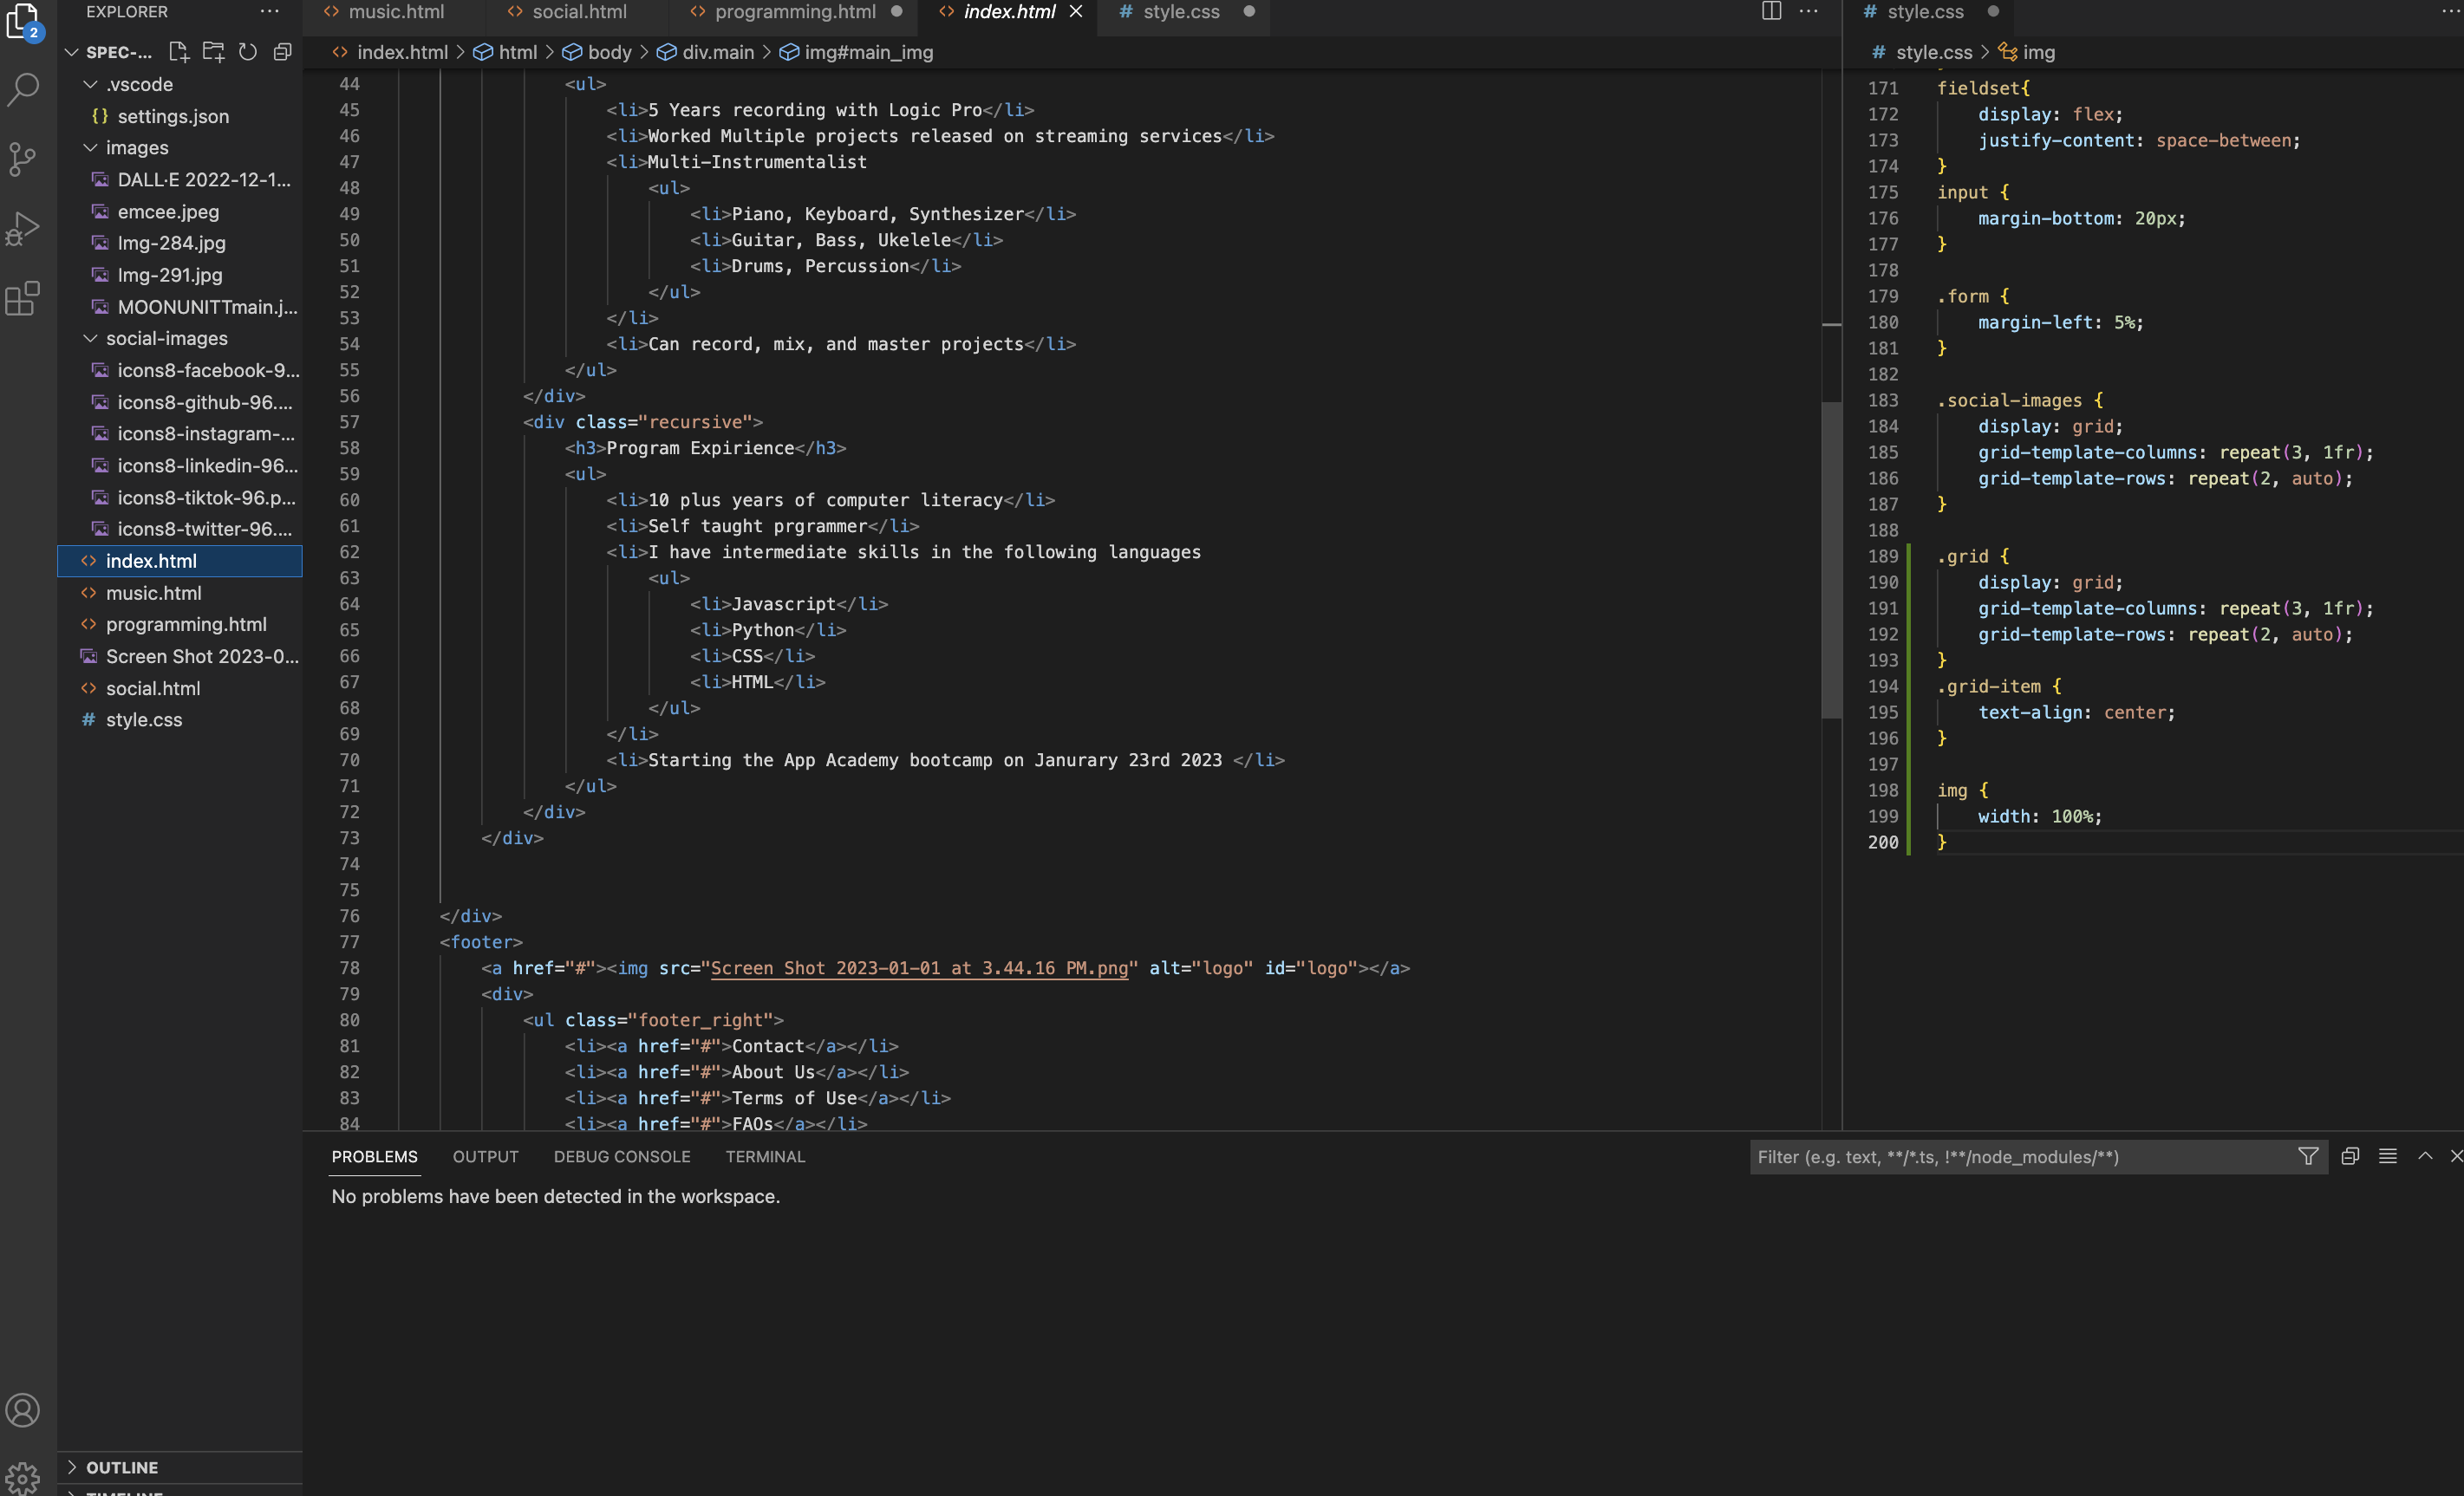 EXPLORER
SPEC-...
.vscode
{} settings.json
images
DALL·E 2022-12-1...
emcee.jpeg
Img-284.jpg
Img-291.jpg
MOONUNITTmain.j...
social-images
icons8-facebook-9...
icons8-github-96....
icons8-instagram-...
icons8-linkedin-96...
icons8-tiktok-96.p...
icons8-twitter-96....
<> index.html
<> music.html
<> programming.html
Screen Shot 2023-0...
<> social.html
# style.css
OUTLINE
TIMELINE
2
<> music.html <> social.html <> programming.html <> index.html # style.css
<> index.html > html > body > div.main > img#main_img
44 <ul>
45 <li>5 Years recording with Logic Pro</li>
46 <li>Worked Multiple projects released on streaming services</li>
47 <li>Multi-Instrumentalist
48 <ul>
49 <li>Piano, Keyboard, Synthesizer</li>
50 <li>Guitar, Bass, Ukelele</li>
51 <li>Drums, Percussion</li>
52 </ul>
53 </li>
54 <li>Can record, mix, and master projects</li>
55 </ul>
56 </div>
57 <div class="recursive">
58 <h3>Program Expirience</h3>
59 <ul>
60 <li>10 plus years of computer literacy</li>
61 <li>Self taught prgrammer</li>
62 <li>I have intermediate skills in the following languages
63 <ul>
64 <li>Javascript</li>
65 <li>Python</li>
66 <li>CSS</li>
67 <li>HTML</li>
68 </ul>
69 </li>
70 <li>Starting the App Academy bootcamp on Janurary 23rd 2023 </li>
71 </ul>
72 </div>
73 </div>
74
75
76 </div>
77 <footer>
78 <a href="#"><img src="Screen Shot 2023-01-01 at 3.44.16 PM.png" alt="logo" id="logo"></a>
79 <div>
80 <ul class="footer_right">
81 <li><a href="#">Contact</a></li>
82 <li><a href="#">About Us</a></li>
83 <li><a href="#">Terms of Use</a></li>
84 <li><a href="#">FAQs</a></li>
# style.css
# style.css > img
171 fieldset{
172 display: flex;
173 justify-content: space-between;
174 }
175 input {
176 margin-bottom: 20px;
177 }
178
179 .form {
180 margin-left: 5%;
181 }
182
183 .social-images {
184 display: grid;
185 grid-template-columns: repeat(3, 1fr);
186 grid-template-rows: repeat(2, auto);
187 }
188
189 .grid {
190 display: grid;
191 grid-template-columns: repeat(3, 1fr);
192 grid-template-rows: repeat(2, auto);
193 }
194 .grid-item {
195 text-align: center;
196 }
197
198 img {
199 width: 100%;
200 }
PROBLEMS OUTPUT DEBUG CONSOLE TERMINAL
Filter (e.g. text, **/*.ts, !**/node_modules/**)
No problems have been detected in the workspace.